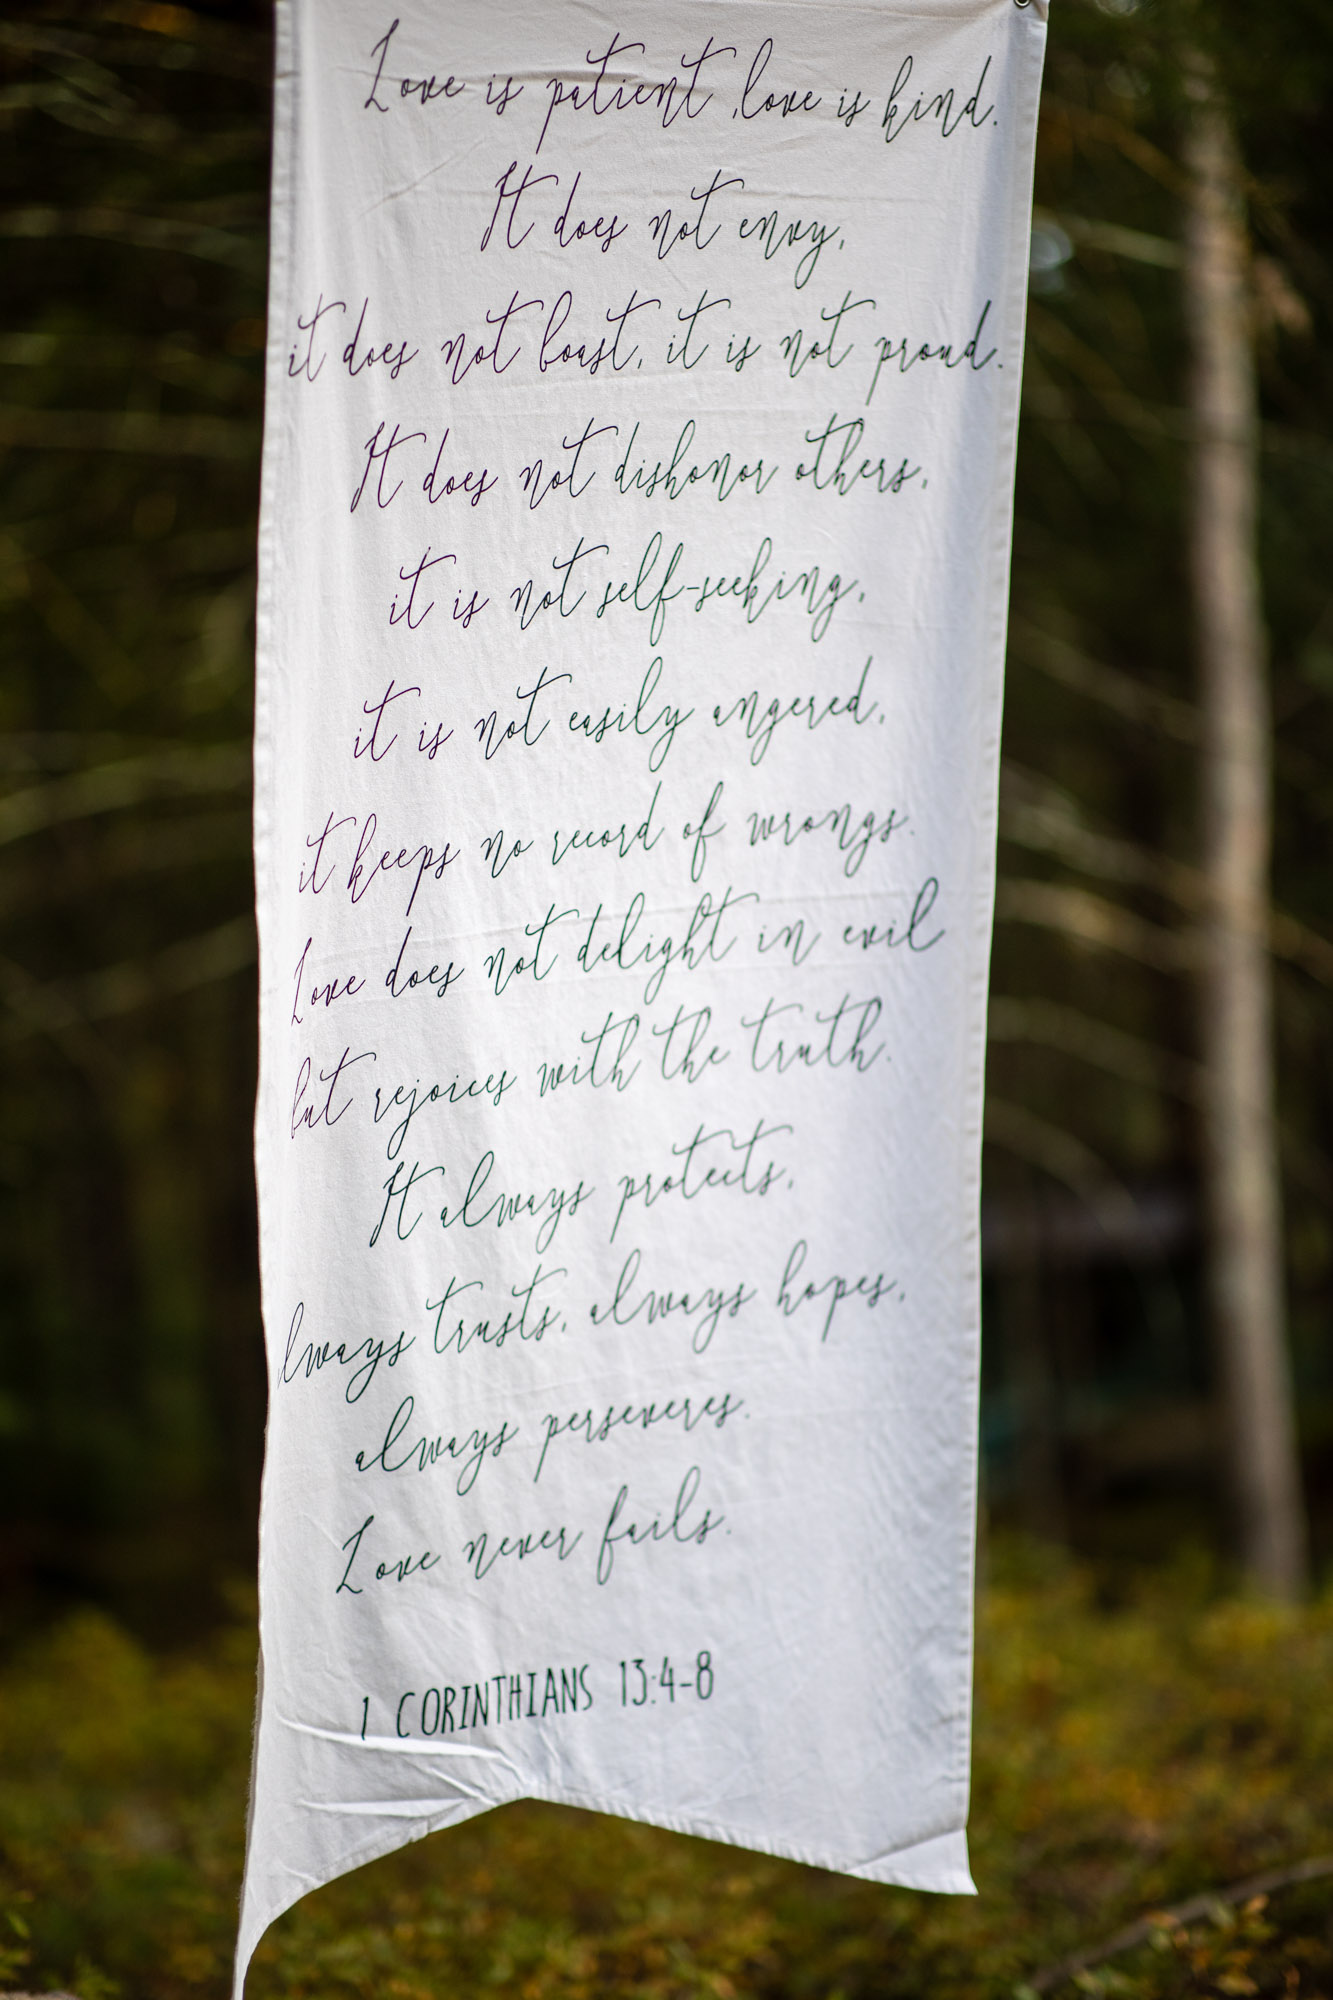 Love is patient, love is kind.
It does not envy,
it does not boast, it is not proud.
It does not dishonor others,
it is not self-seeking,
it is not easily angered,
it keeps no record of wrongs.
Love does not delight in evil
but rejoices with the truth.
It always protects,
lways trusts, always hopes,
always perseveres.
Love never fails.
1 CORINTHIANS 13:4-8